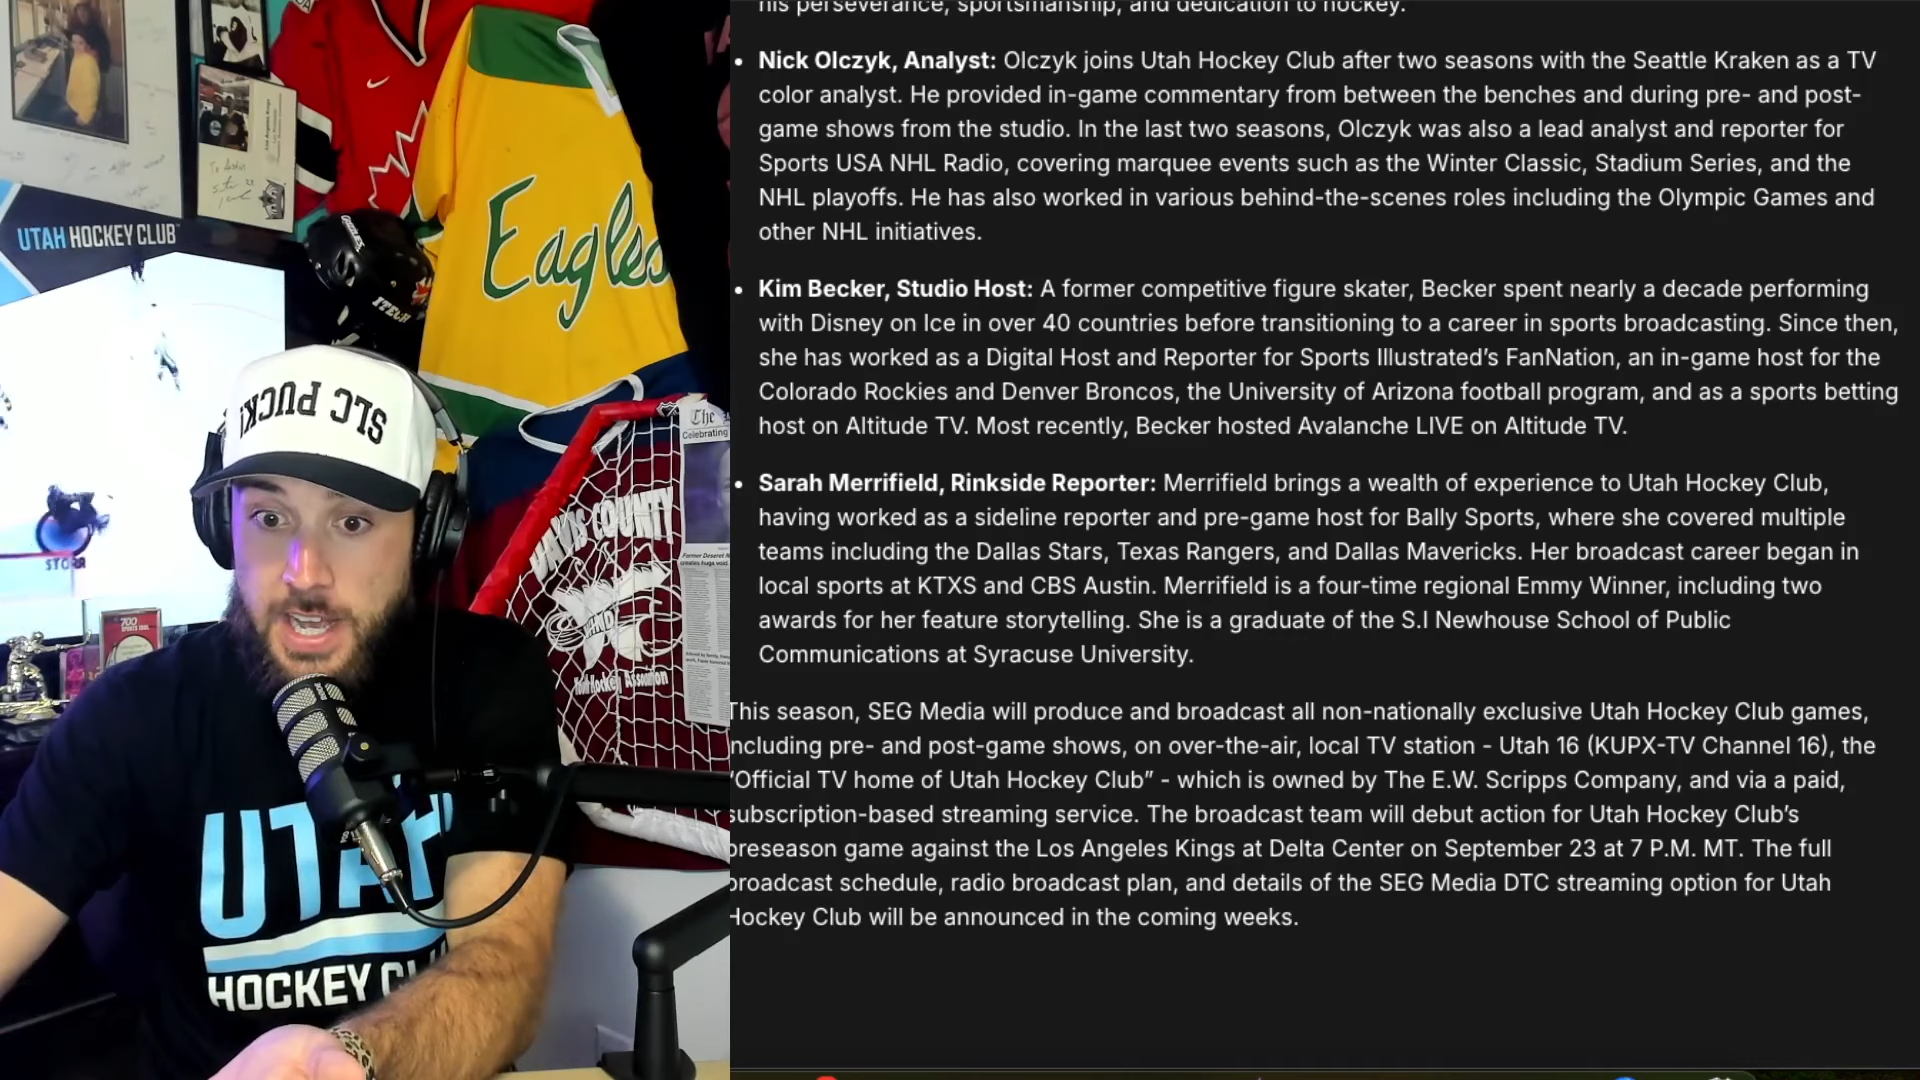 his perseverance, sportsmanship, and dedication to hockey.
• Nick Olczyk, Analyst: Olczyk joins Utah Hockey Club after two seasons with the Seattle Kraken as a TV
color analyst. He provided in-game commentary from between the benches and during pre- and post-
game shows from the studio. In the last two seasons, Olczyk was also a lead analyst and reporter for
Sports USA NHL Radio, covering marquee events such as the Winter Classic, Stadium Series, and the
NHL playoffs. He has also worked in various behind-the-scenes roles including the Olympic Games and
other NHL initiatives.
• Kim Becker, Studio Host: A former competitive figure skater, Becker spent nearly a decade performing
with Disney on Ice in over 40 countries before transitioning to a career in sports broadcasting. Since then,
she has worked as a Digital Host and Reporter for Sports Illustrated’s FanNation, an in-game host for the
Colorado Rockies and Denver Broncos, the University of Arizona football program, and as a sports betting
host on Altitude TV. Most recently, Becker hosted Avalanche LIVE on Altitude TV.
• Sarah Merrifield, Rinkside Reporter: Merrifield brings a wealth of experience to Utah Hockey Club,
having worked as a sideline reporter and pre-game host for Bally Sports, where she covered multiple
teams including the Dallas Stars, Texas Rangers, and Dallas Mavericks. Her broadcast career began in
local sports at KTXS and CBS Austin. Merrifield is a four-time regional Emmy Winner, including two
awards for her feature storytelling. She is a graduate of the S.I Newhouse School of Public
Communications at Syracuse University.
This season, SEG Media will produce and broadcast all non-nationally exclusive Utah Hockey Club games,
ncluding pre- and post-game shows, on over-the-air, local TV station - Utah 16 (KUPX-TV Channel 16), the
“Official TV home of Utah Hockey Club” - which is owned by The E.W. Scripps Company, and via a paid,
subscription-based streaming service. The broadcast team will debut action for Utah Hockey Club’s
preseason game against the Los Angeles Kings at Delta Center on September 23 at 7 P.M. MT. The full
broadcast schedule, radio broadcast plan, and details of the SEG Media DTC streaming option for Utah
Hockey Club will be announced in the coming weeks.
UTAH HOCKEY CLUB
Eagles
ITECH
SLC PUCK
The
Celebrating
COUNTY
Youth Hockey Association
700
UTAH
HOCKEY CL